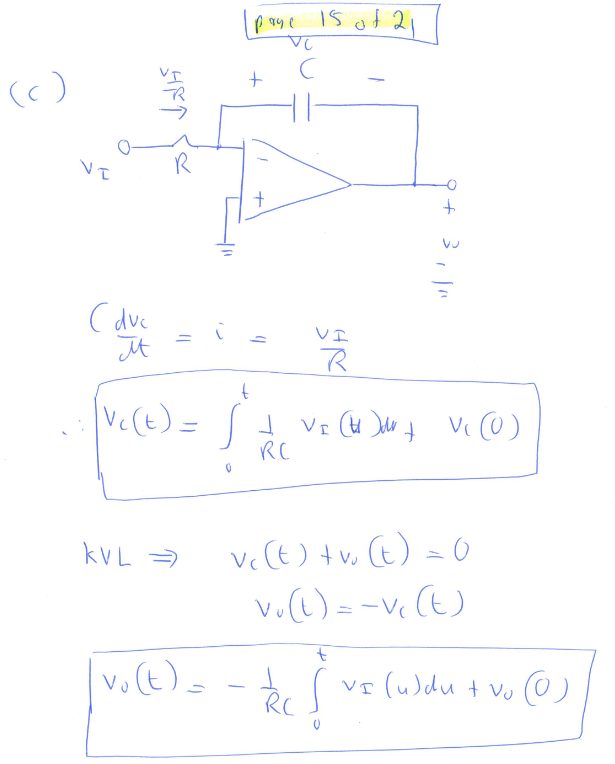 page 15 of 21
(c)
vI/R →
+ vC -
C
vI
R
-
+
+
vo
-
C dvc/dt = i = vI/R
∴ Vc(t) = ∫₀ᵗ 1/RC vI(u)du + Vc(0)
KVL ⇒ vc(t) + vo(t) = 0
vo(t) = -vc(t)
vo(t) = - 1/RC ∫₀ᵗ vI(u)du + vo(0)